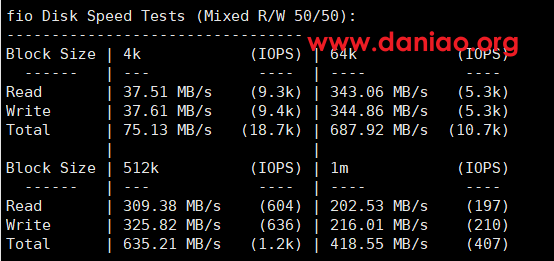 fio Disk Speed Tests (Mixed R/W 50/50):
---------------------------------
www.daniao.org
Block Size | 4k            (IOPS) | 64k           (IOPS)
  ------   | ---            ---- | ----           ----
Read       | 37.51 MB/s    (9.3k) | 343.06 MB/s   (5.3k)
Write      | 37.61 MB/s    (9.4k) | 344.86 MB/s   (5.3k)
Total      | 75.13 MB/s   (18.7k) | 687.92 MB/s  (10.7k)
           |                      |
Block Size | 512k          (IOPS) | 1m            (IOPS)
  ------   | ---            ---- | ----           ----
Read       | 309.38 MB/s    (604) | 202.53 MB/s    (197)
Write      | 325.82 MB/s    (636) | 216.01 MB/s    (210)
Total      | 635.21 MB/s   (1.2k) | 418.55 MB/s    (407)